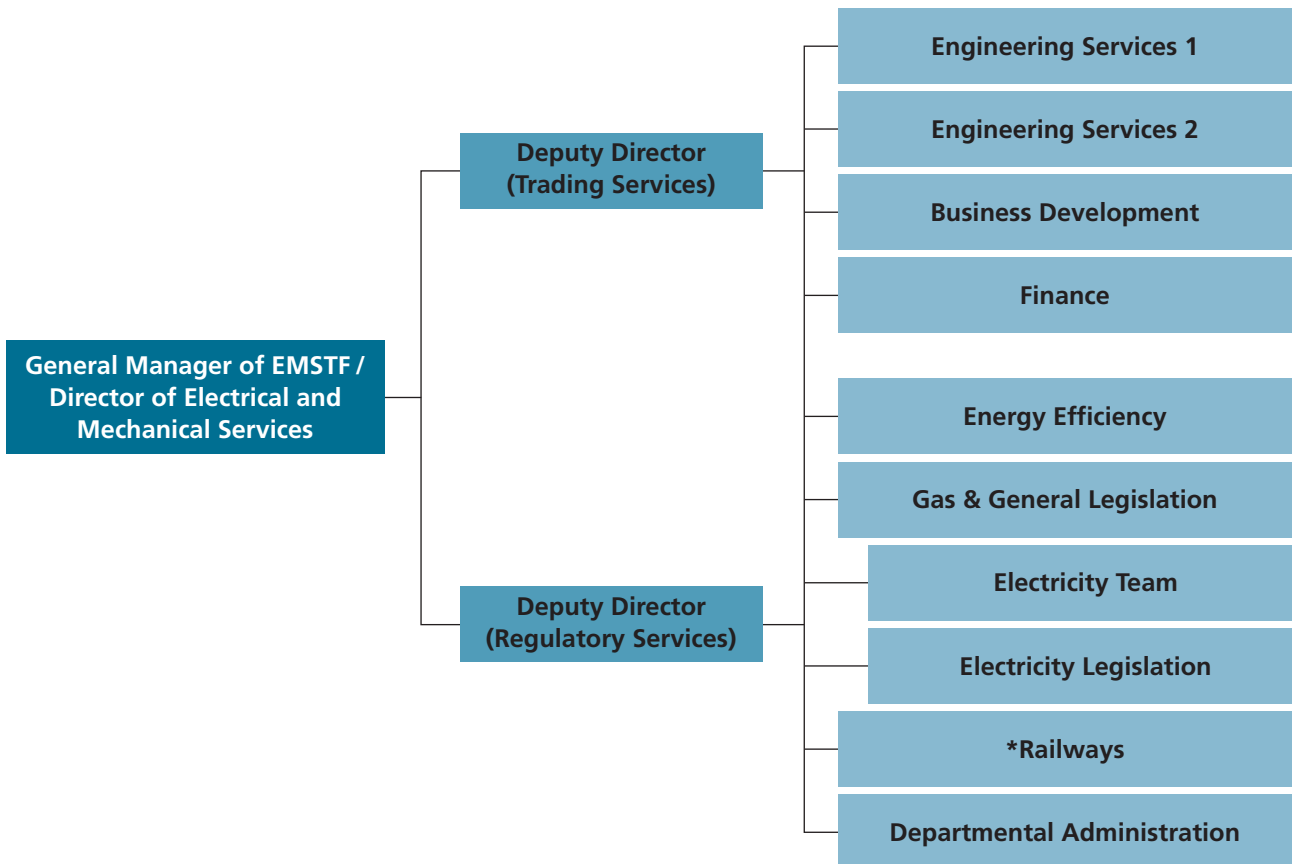 General Manager of EMSTF /
Director of Electrical and
Mechanical Services
Deputy Director
(Trading Services)
Engineering Services 1
Engineering Services 2
Business Development
Finance
Deputy Director
(Regulatory Services)
Energy Efficiency
Gas & General Legislation
Electricity Team
Electricity Legislation
*Railways
Departmental Administration